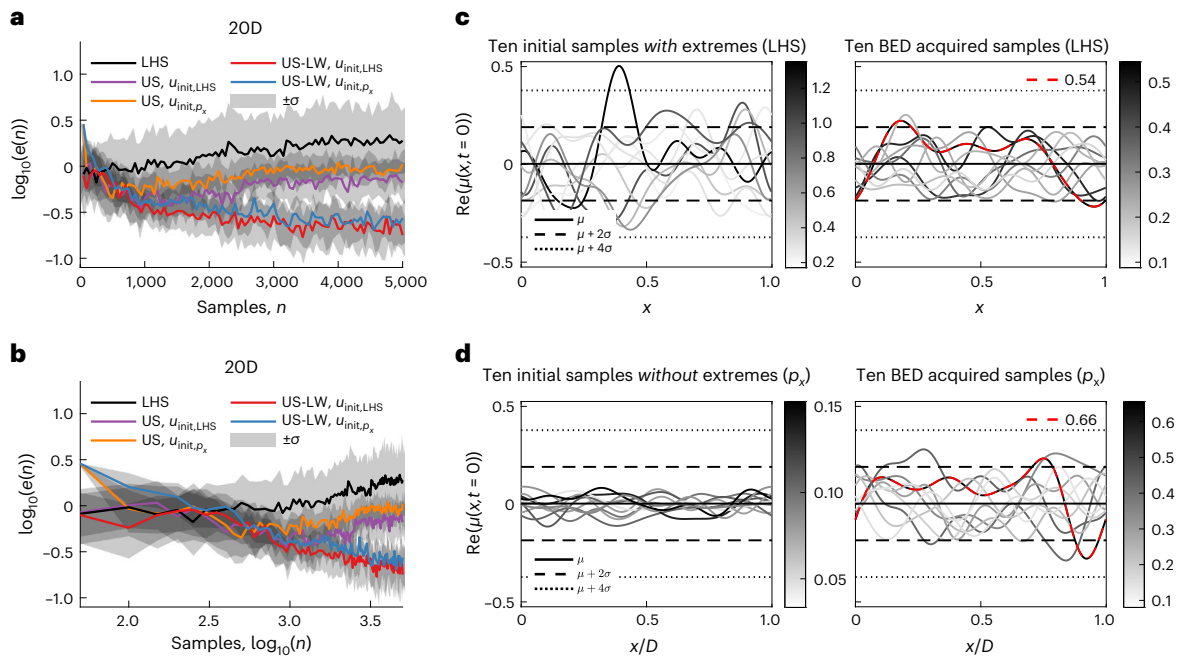 a
20D
LHS
US, u_init,LHS
US, u_init,p_x
US-LW, u_init,LHS
US-LW, u_init,p_x
±σ
log10(e(n))
1.0
0.5
0
−0.5
−1.0
0
1,000
2,000
3,000
4,000
5,000
Samples, n
b
20D
LHS
US, u_init,LHS
US, u_init,p_x
US-LW, u_init,LHS
US-LW, u_init,p_x
±σ
log10(e(n))
1.0
0.5
0
−0.5
−1.0
2.0
2.5
3.0
3.5
Samples, log10(n)
c
Ten initial samples with extremes (LHS)
Re(μ(x,t = 0))
0.5
0
−0.5
μ
μ + 2σ
μ + 4σ
0
0.5
1.0
x
1.2
1.0
0.8
0.6
0.4
0.2
Ten BED acquired samples (LHS)
0.54
0
0.5
1.0
x
0.5
0.4
0.3
0.2
0.1
d
Ten initial samples without extremes (p_x)
Re(μ(x,t = 0))
0.5
0
−0.5
μ
μ + 2σ
μ + 4σ
0
0.5
1.0
x/D
0.15
0.10
0.05
Ten BED acquired samples (p_x)
0.66
0
0.5
1.0
x/D
0.6
0.5
0.4
0.3
0.2
0.1